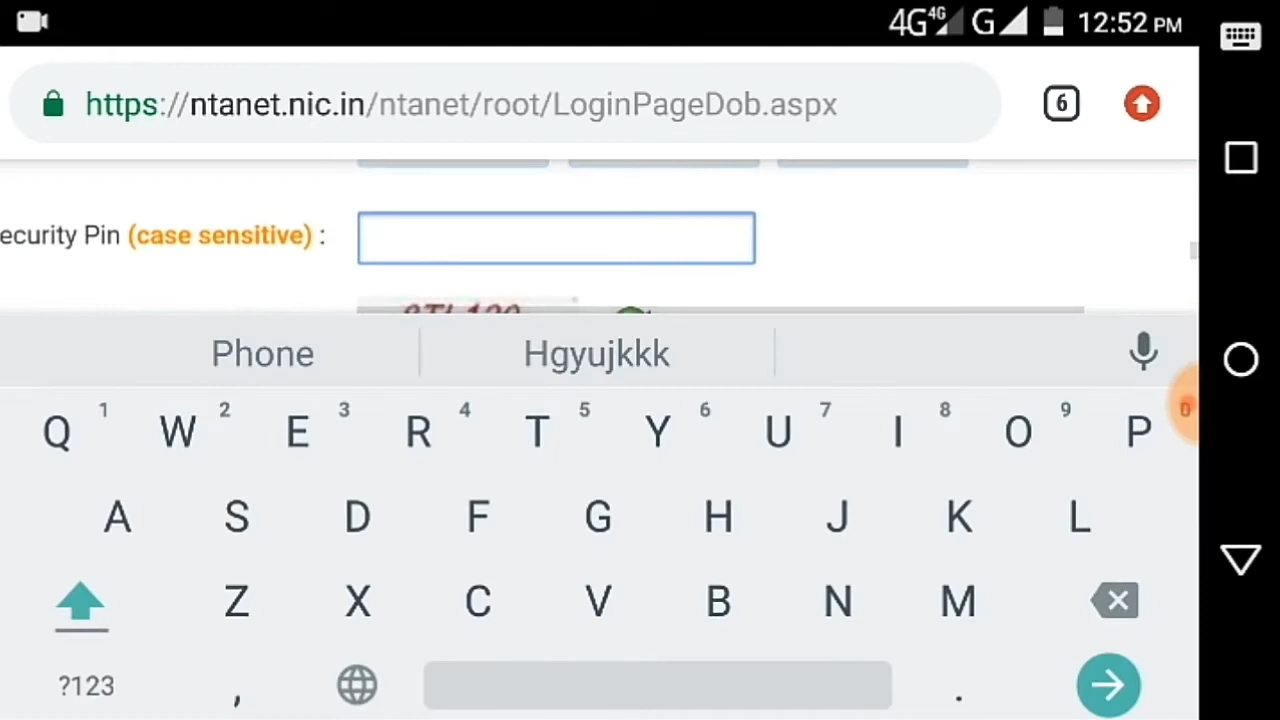 4G 4G G 12:52 PM
https://ntanet.nic.in/ntanet/root/LoginPageDob.aspx 6
ecurity Pin (case sensitive) :
Phone Hgyujkkk
1 2 3 4 5 6 7 8 9 0
Q W E R T Y U I O P
A S D F G H J K L
Z X C V B N M
?123 , .